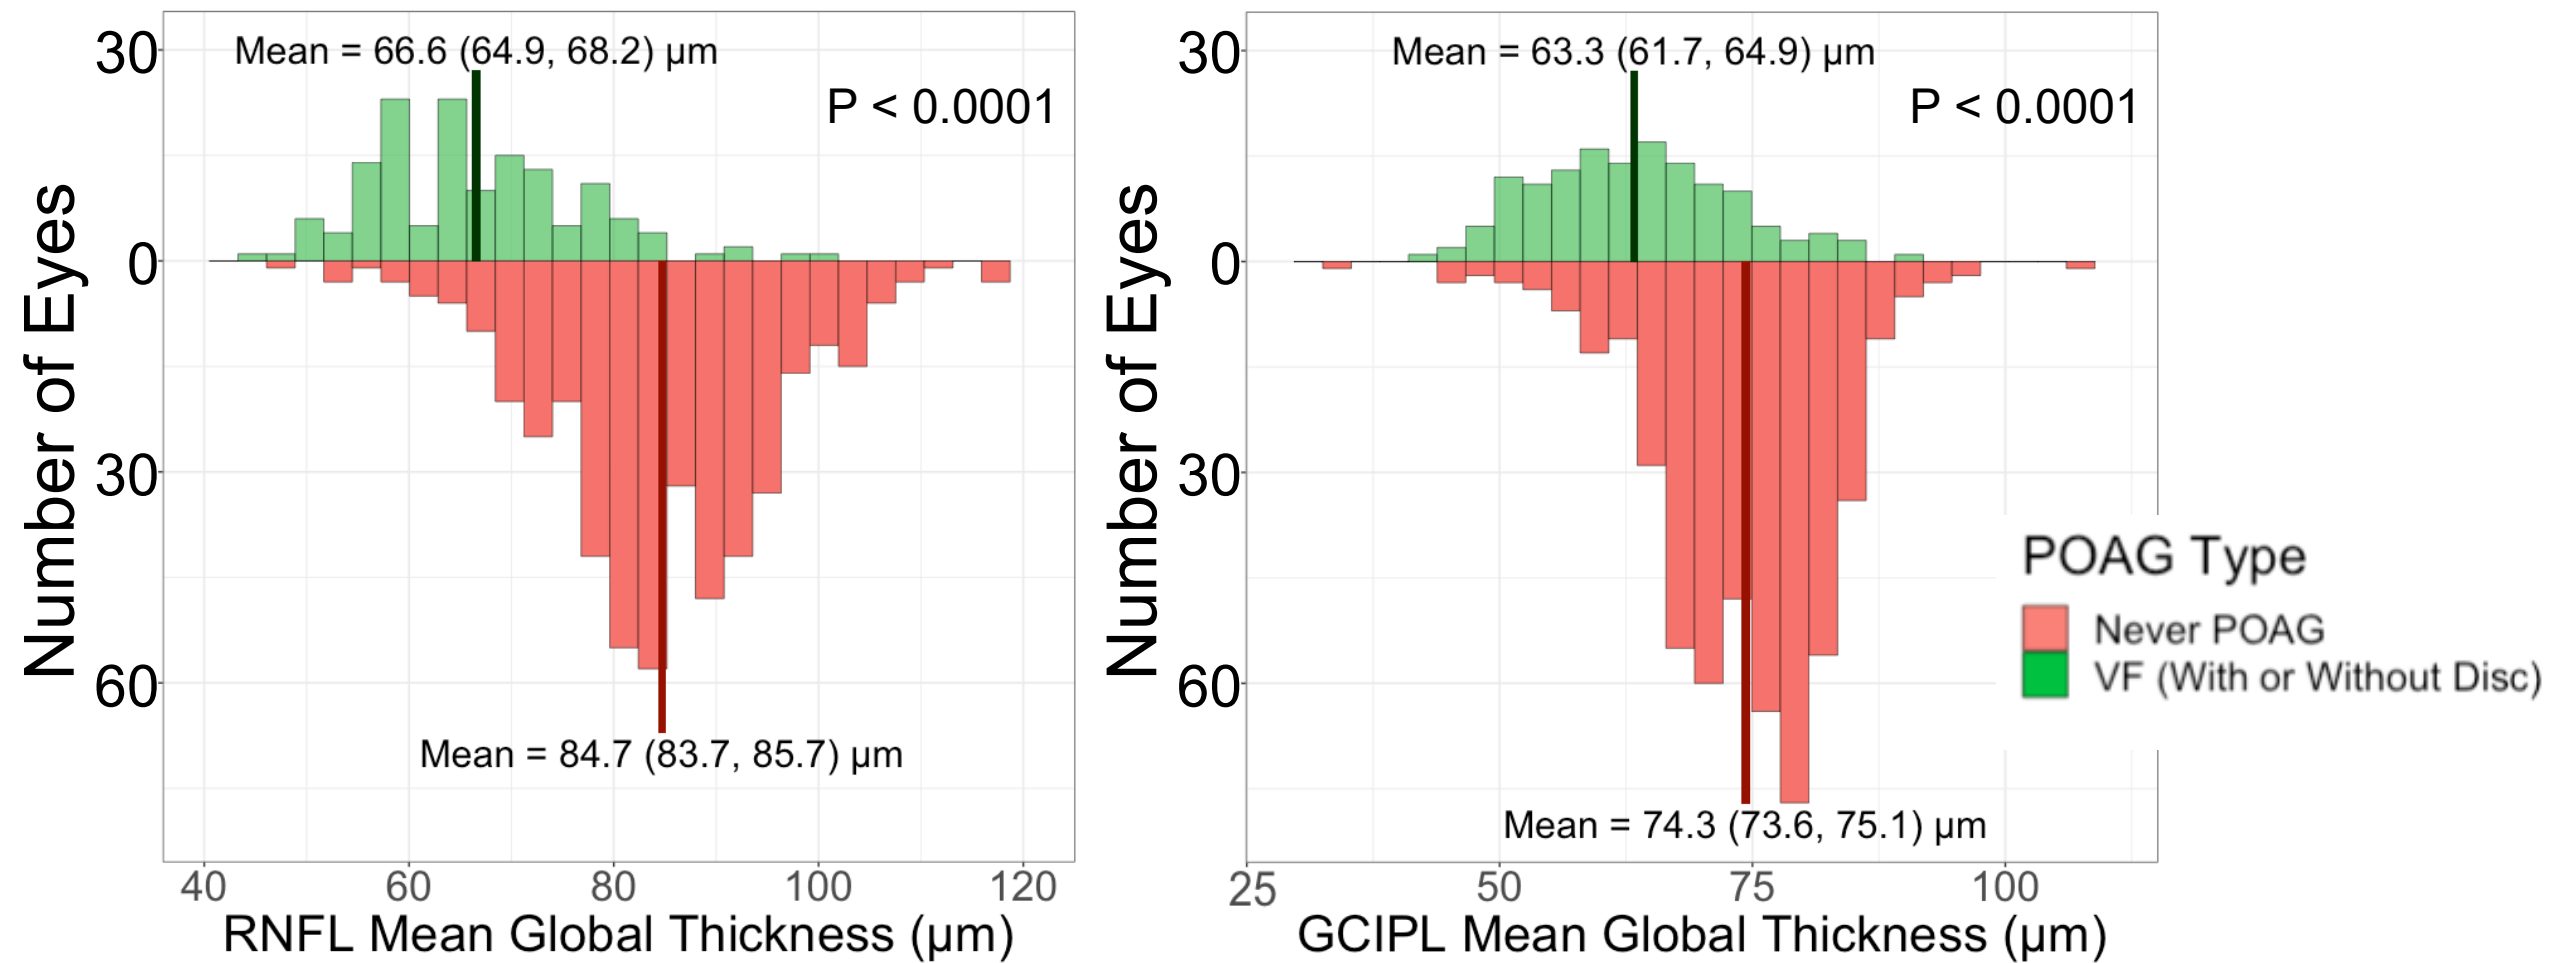 Mean = 66.6 (64.9, 68.2) µm
P < 0.0001
30
0
30
60
Number of Eyes
Mean = 84.7 (83.7, 85.7) µm
40 60 80 100 120
RNFL Mean Global Thickness (µm)
Mean = 63.3 (61.7, 64.9) µm
P < 0.0001
30
0
30
60
Number of Eyes
Mean = 74.3 (73.6, 75.1) µm
25 50 75 100
GCIPL Mean Global Thickness (µm)
POAG Type
Never POAG
VF (With or Without Disc)